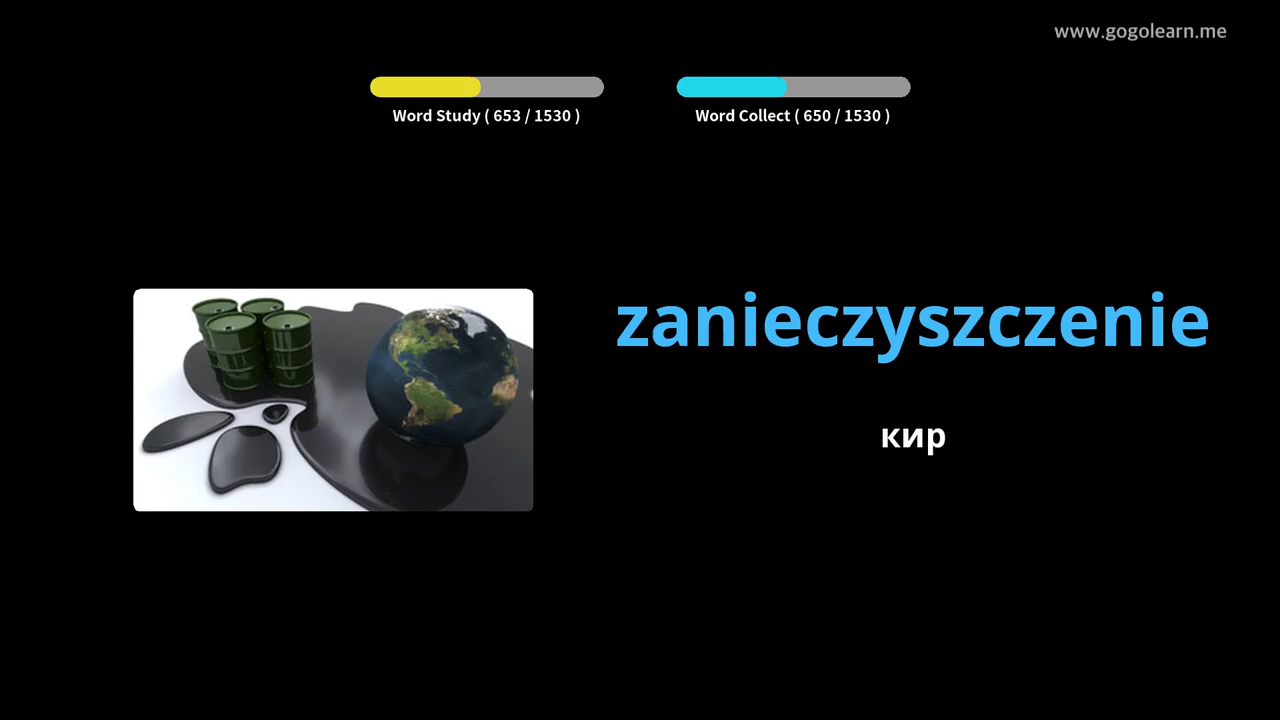 www.gogolearn.me
Word Study ( 653 / 1530 )
Word Collect ( 650 / 1530 )
zanieczyszczenie
кир